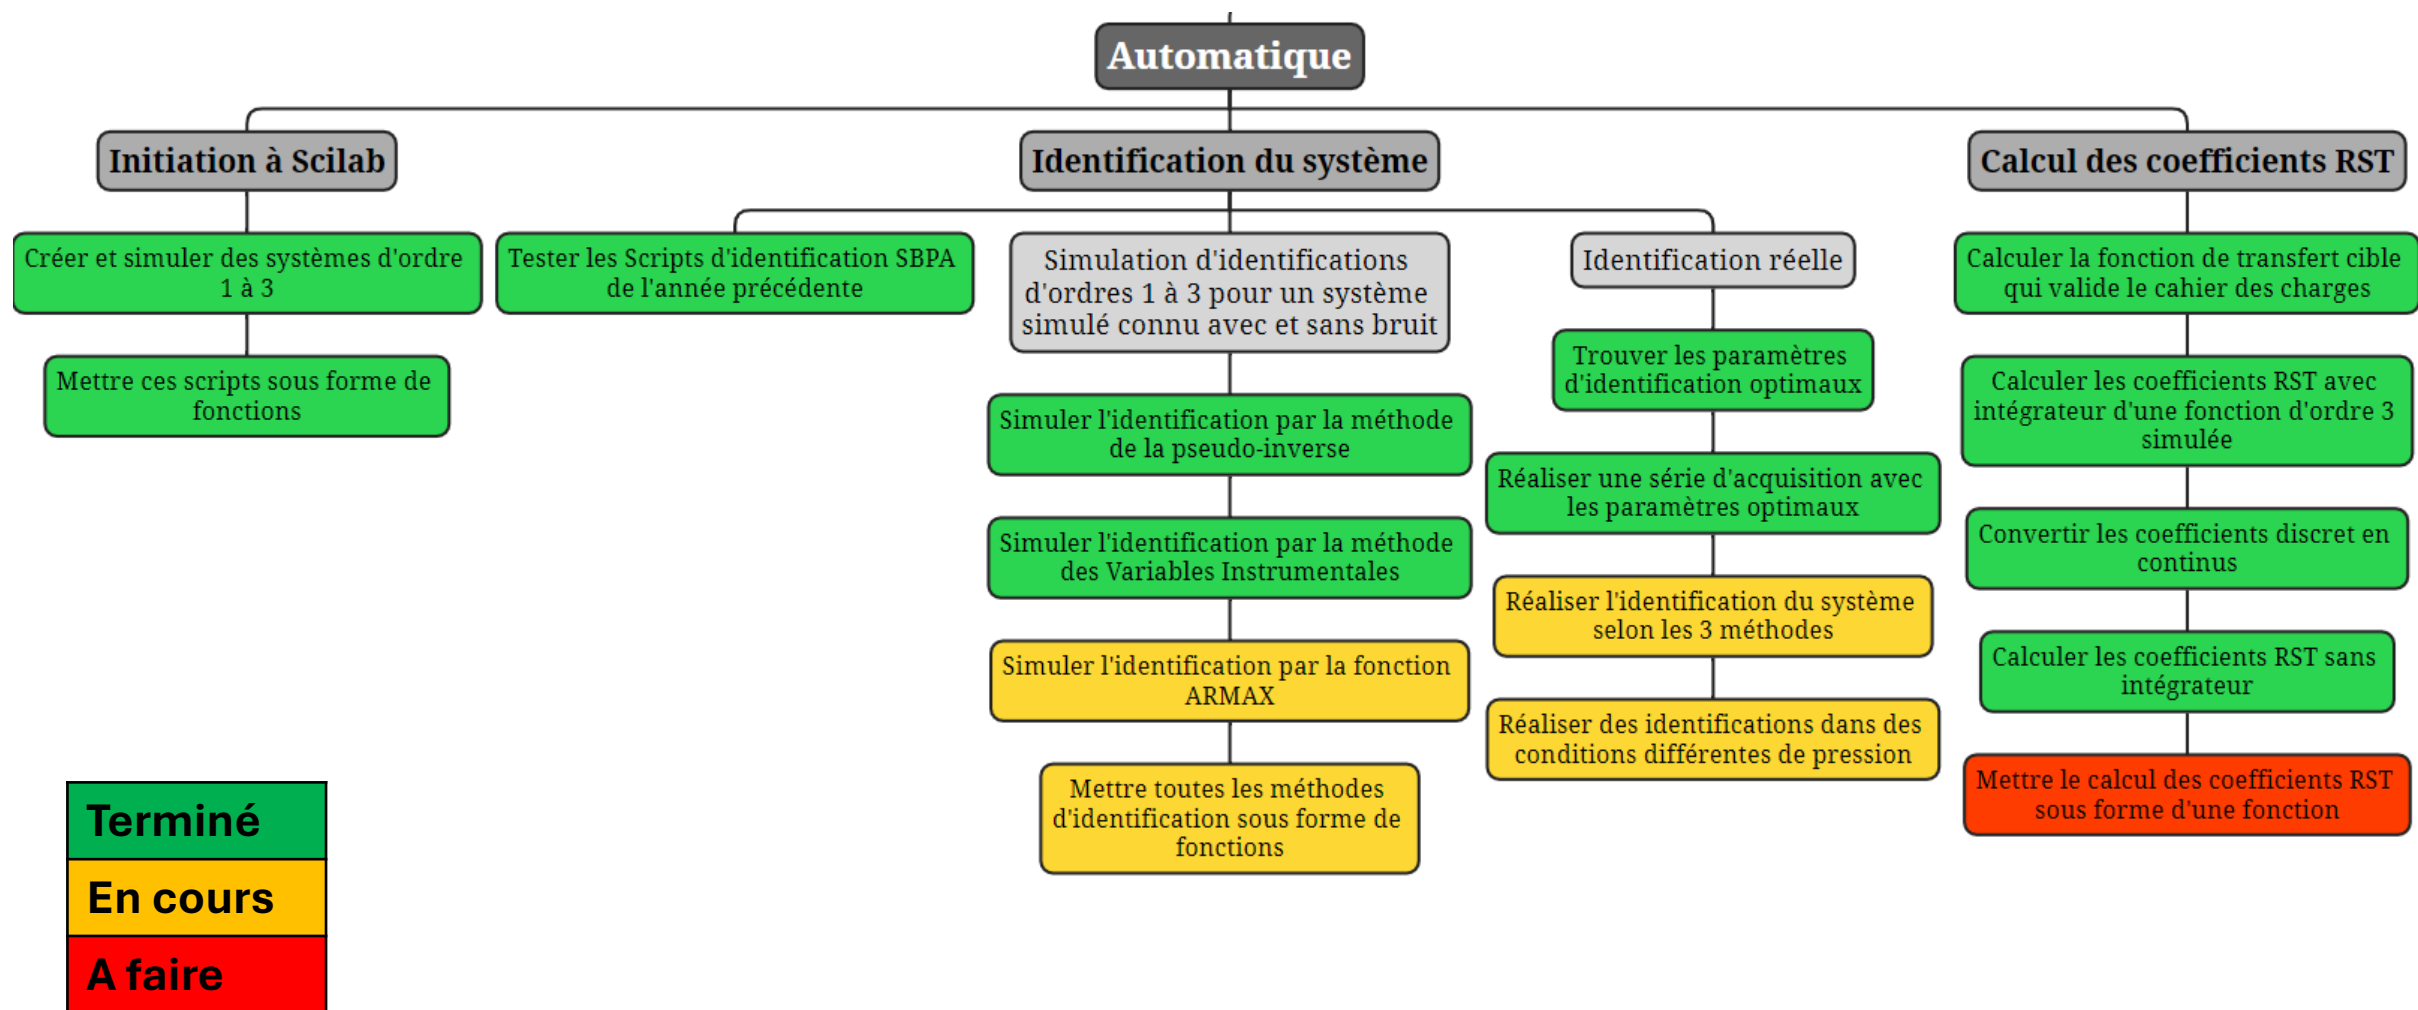 Automatique
Initiation à Scilab
Créer et simuler des systèmes d'ordre
1 à 3
Mettre ces scripts sous forme de
fonctions
Identification du système
Tester les Scripts d'identification SBPA
de l'année précédente
Simulation d'identifications
d'ordres 1 à 3 pour un système
simulé connu avec et sans bruit
Simuler l'identification par la méthode
de la pseudo-inverse
Simuler l'identification par la méthode
des Variables Instrumentales
Simuler l'identification par la fonction
ARMAX
Mettre toutes les méthodes
d'identification sous forme de
fonctions
Identification réelle
Trouver les paramètres
d'identification optimaux
Réaliser une série d'acquisition avec
les paramètres optimaux
Réaliser l'identification du système
selon les 3 méthodes
Réaliser des identifications dans des
conditions différentes de pression
Calcul des coefficients RST
Calculer la fonction de transfert cible
qui valide le cahier des charges
Calculer les coefficients RST avec
intégrateur d'une fonction d'ordre 3
simulée
Convertir les coefficients discret en
continus
Calculer les coefficients RST sans
intégrateur
Mettre le calcul des coefficients RST
sous forme d'une fonction
Terminé
En cours
A faire